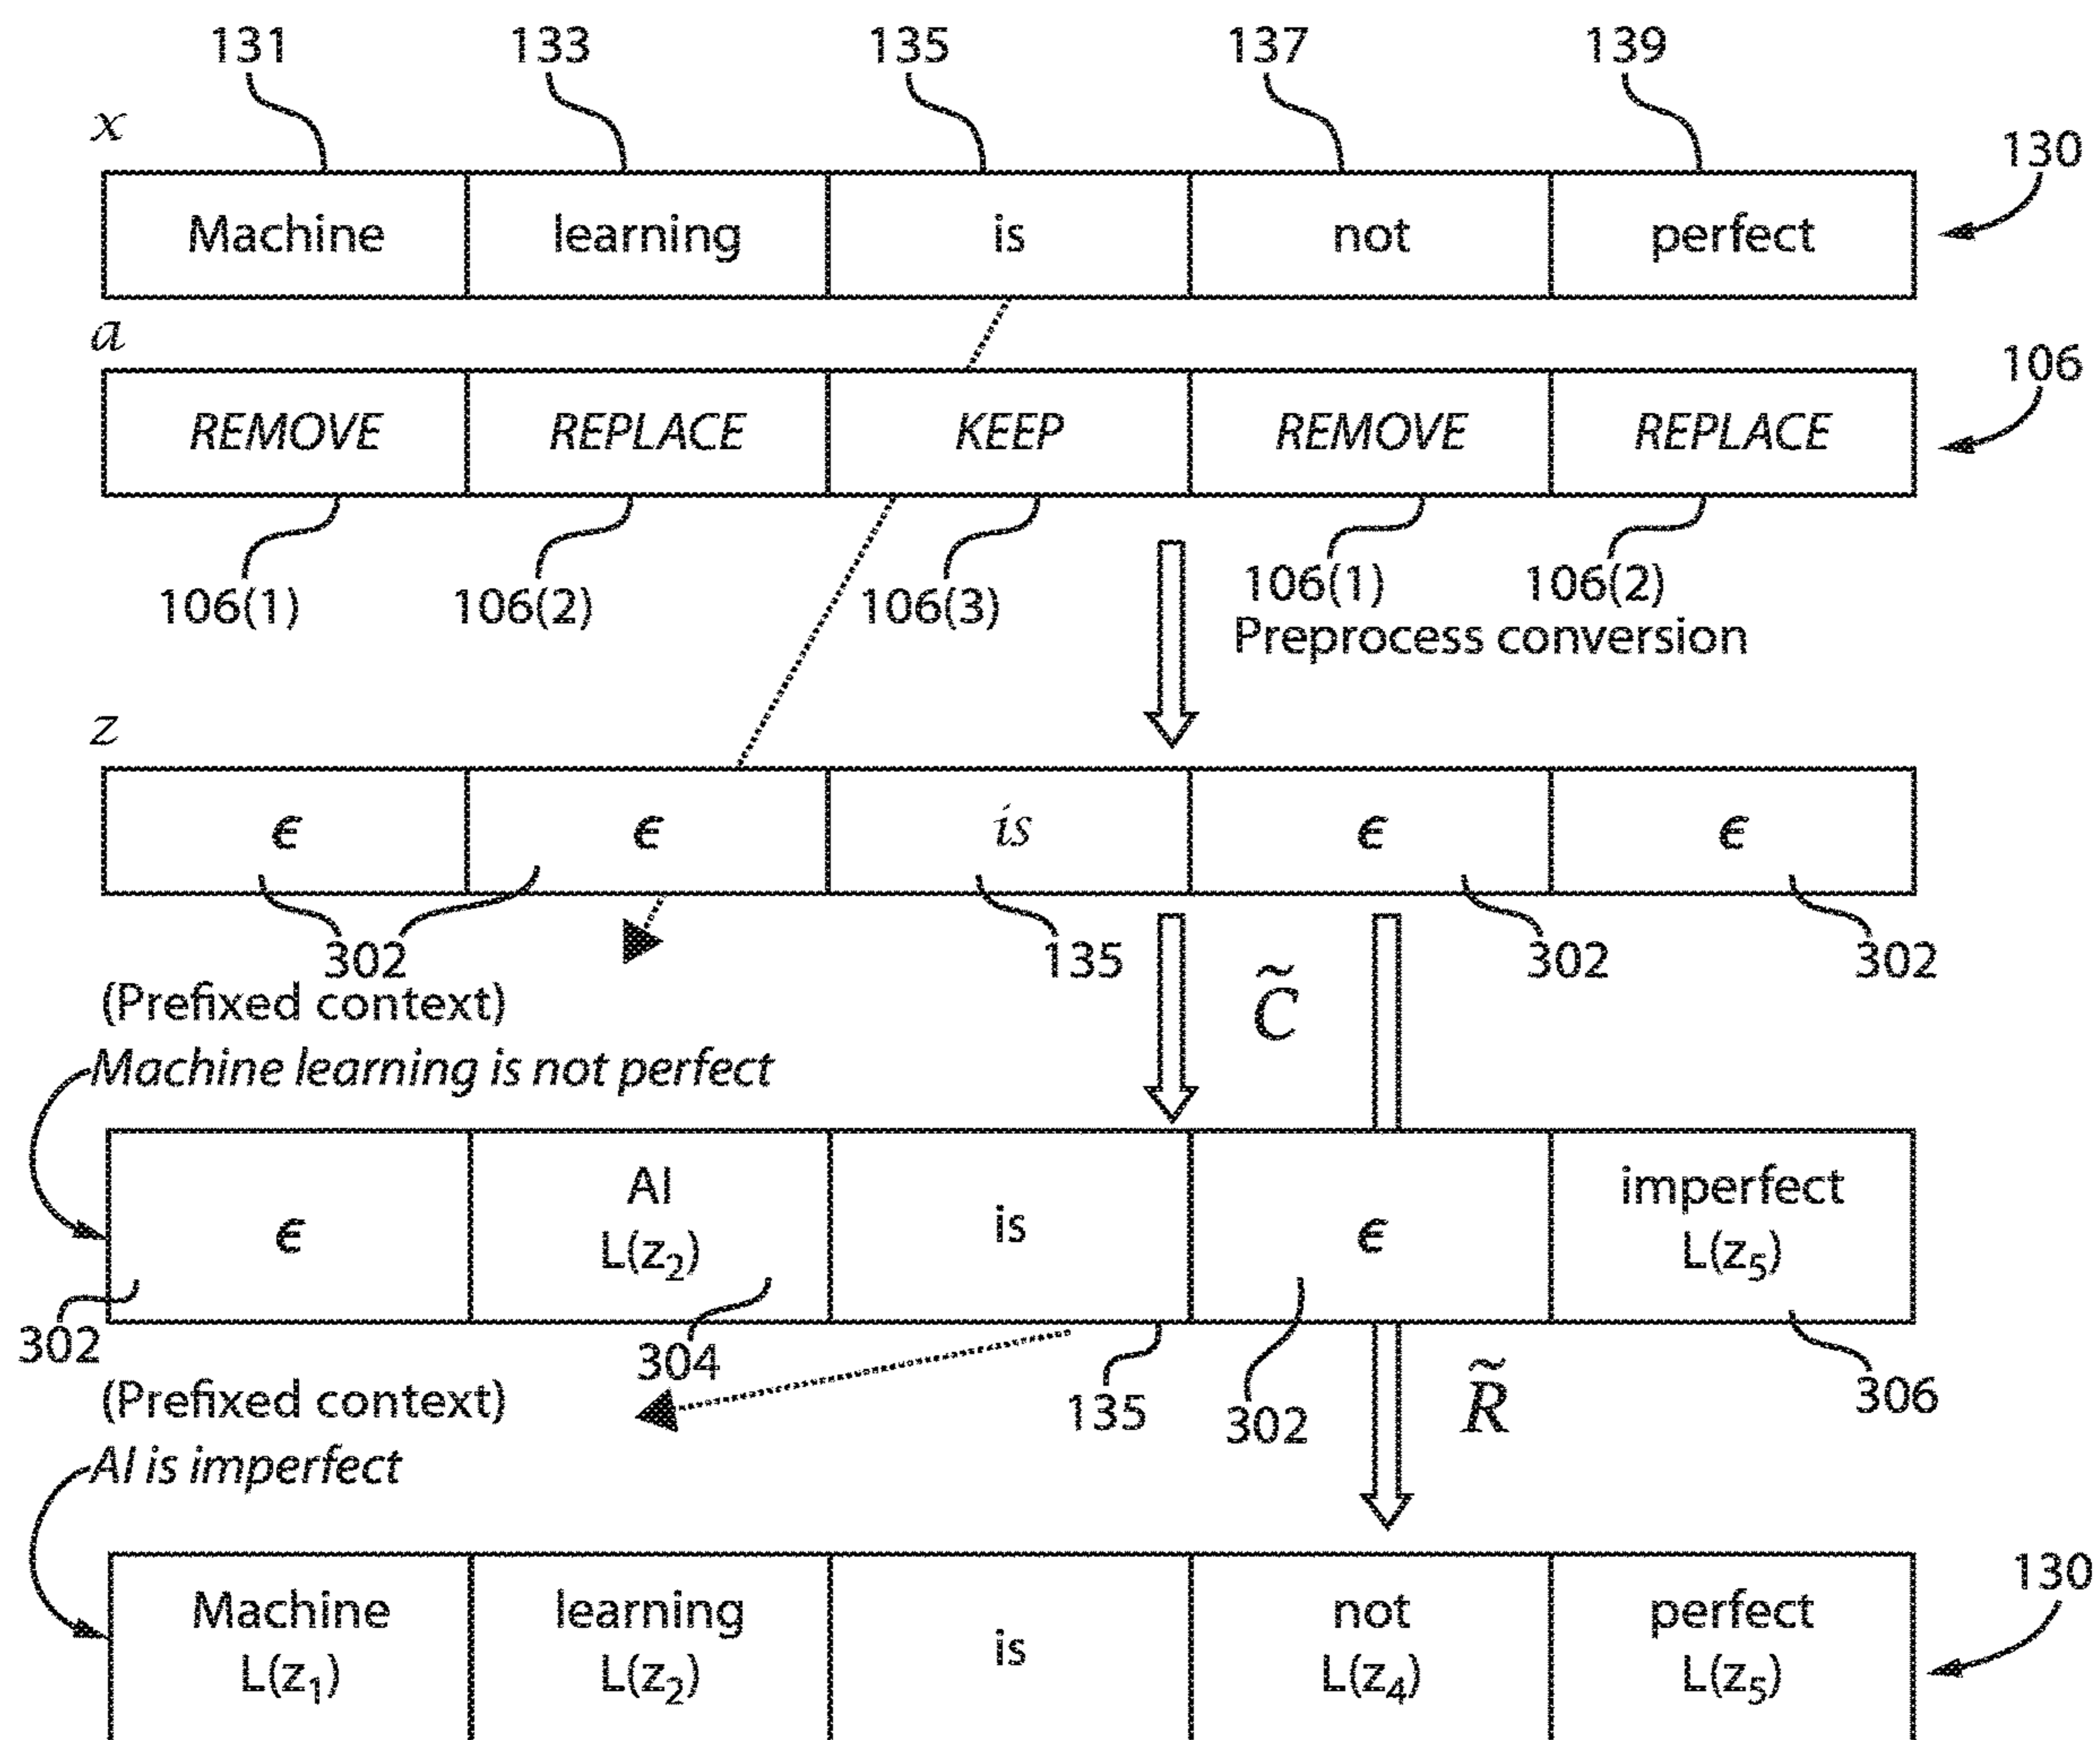 131 133 135 137 139
x
130
Machine learning is not perfect
a
106
REMOVE REPLACE KEEP REMOVE REPLACE
106(1) 106(2) 106(3) 106(1) 106(2)
Preprocess conversion
z
ϵ ϵ is ϵ ϵ
302 135 302 302
(Prefixed context)
C̃
Machine learning is not perfect
ϵ AI is ϵ imperfect
L(z₂) L(z₅)
302 304 135 302 306
(Prefixed context)
R̃
AI is imperfect
130
Machine learning is not perfect
L(z₁) L(z₂) L(z₄) L(z₅)